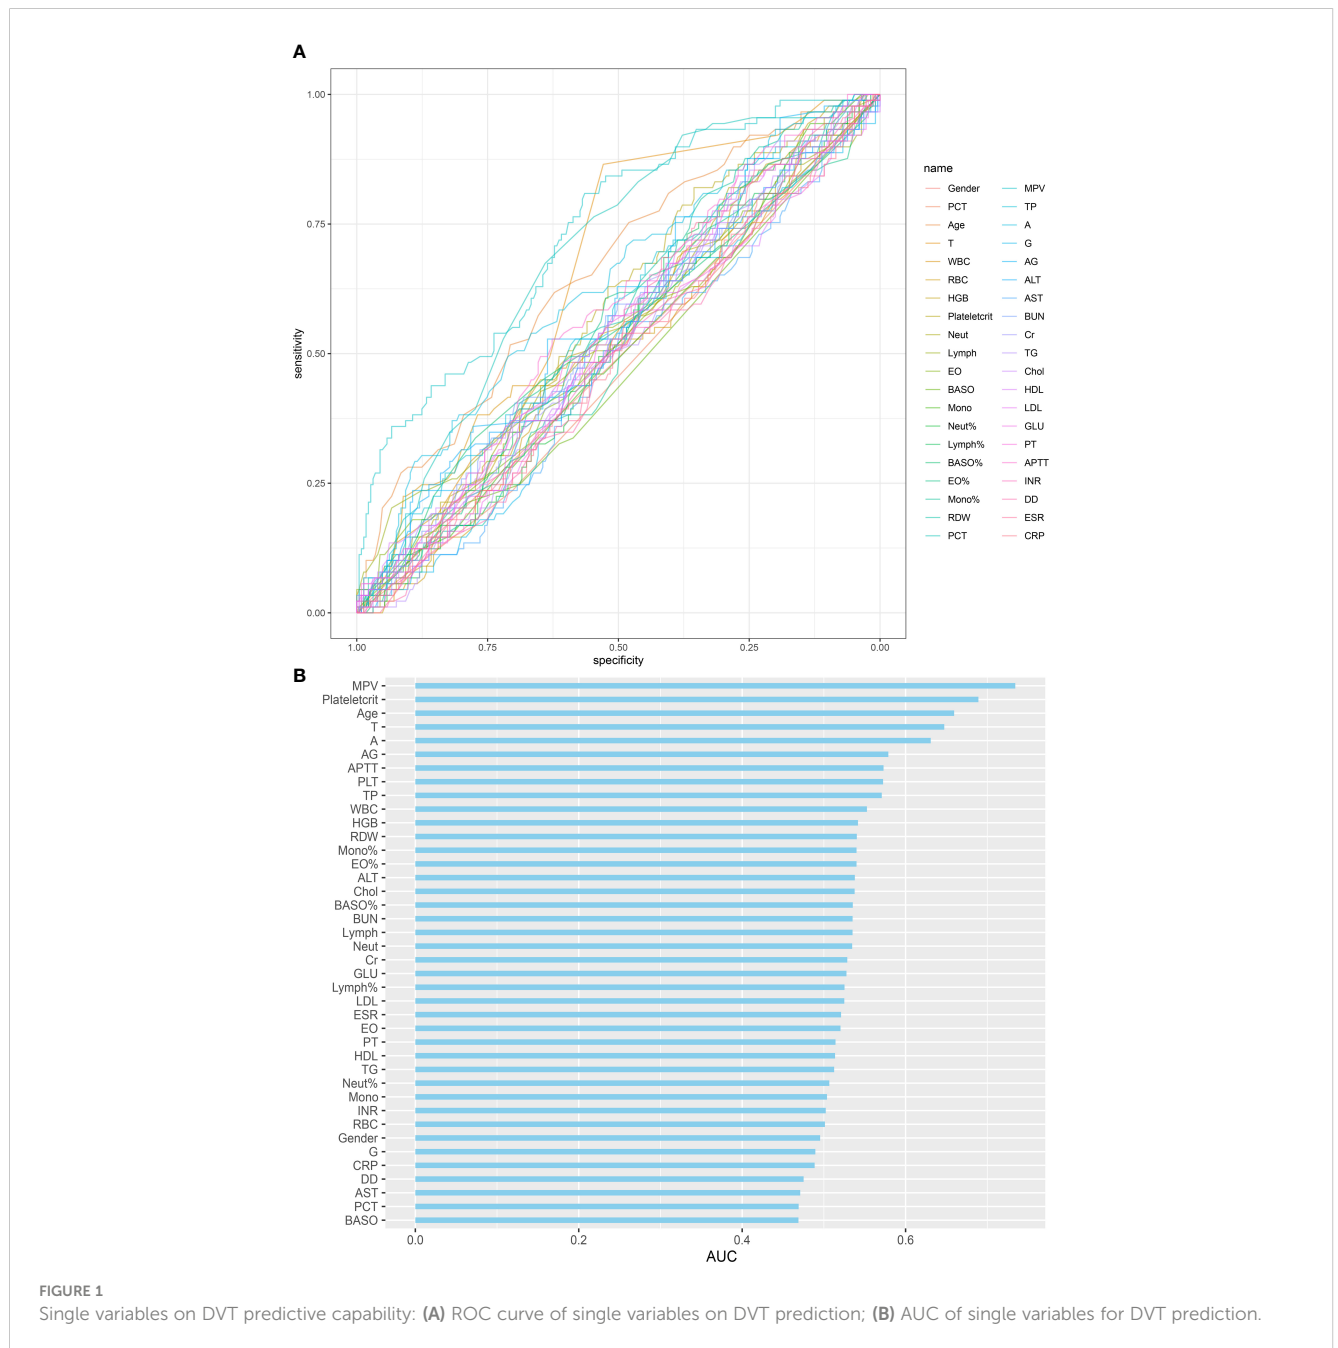 A
1.00
0.75
0.50
0.25
0.00
sensitivity
1.00 0.75 0.50 0.25 0.00
specificity
name
Gender MPV
PCT TP
Age A
T G
WBC AG
RBC ALT
HGB AST
Plateletcrit BUN
Neut Cr
Lymph TG
EO Chol
BASO HDL
Mono LDL
Neut% GLU
Lymph% PT
BASO% APTT
EO% INR
Mono% DD
RDW ESR
PCT CRP
B
MPV
Plateletcrit
Age
T
A
AG
APTT
PLT
TP
WBC
HGB
RDW
Mono%
EO%
ALT
Chol
BASO%
BUN
Lymph
Neut
Cr
GLU
Lymph%
LDL
ESR
EO
PT
HDL
TG
Neut%
Mono
INR
RBC
Gender
G
CRP
DD
AST
PCT
BASO
0.0 0.2 0.4 0.6
AUC
FIGURE 1
Single variables on DVT predictive capability: (A) ROC curve of single variables on DVT prediction; (B) AUC of single variables for DVT prediction.